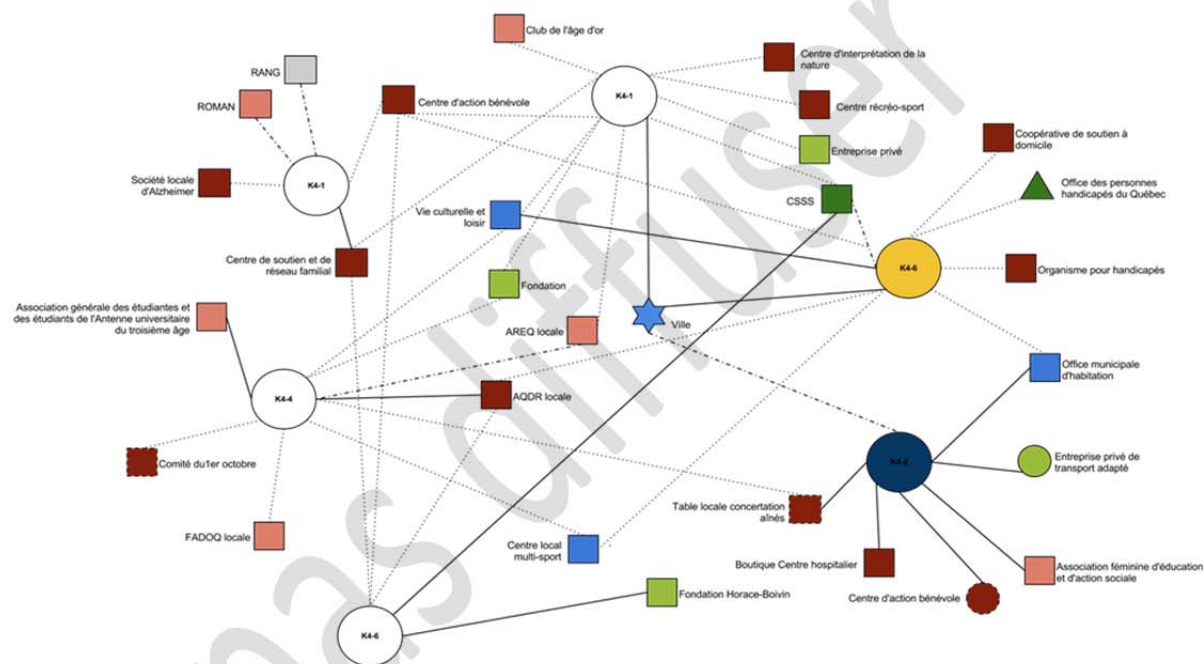 Club de l'âge d'or
Centre d'interprétation de la
nature
RANG
K4-1
ROMAN
Centre d'action bénévole
Centre récréo-sport
Coopérative de soutien à
domicile
Entreprise privé
Société locale
d'Alzheimer
K4-1
CSSS
Office des personnes
handicapés du Québec
Vie culturelle et
loisir
Centre de soutien et de
réseau familial
K4-6
Organisme pour handicapés
Fondation
Association générale des étudiantes et
des étudiants de l'Antenne universitaire
du troisième âge
AREQ locale
Ville
Office municipale
d'habitation
K4-4
AQDR locale
Comité du1er octobre
K4-2
Entreprise privé de
transport adapté
Table locale concertation
aînés
FADOQ locale
Centre local
multi-sport
Boutique Centre hospitalier
Association féminine d'éducation
et d'action sociale
Fondation Horace-Boivin
Centre d'action bénévole
K4-6
pas diffuser